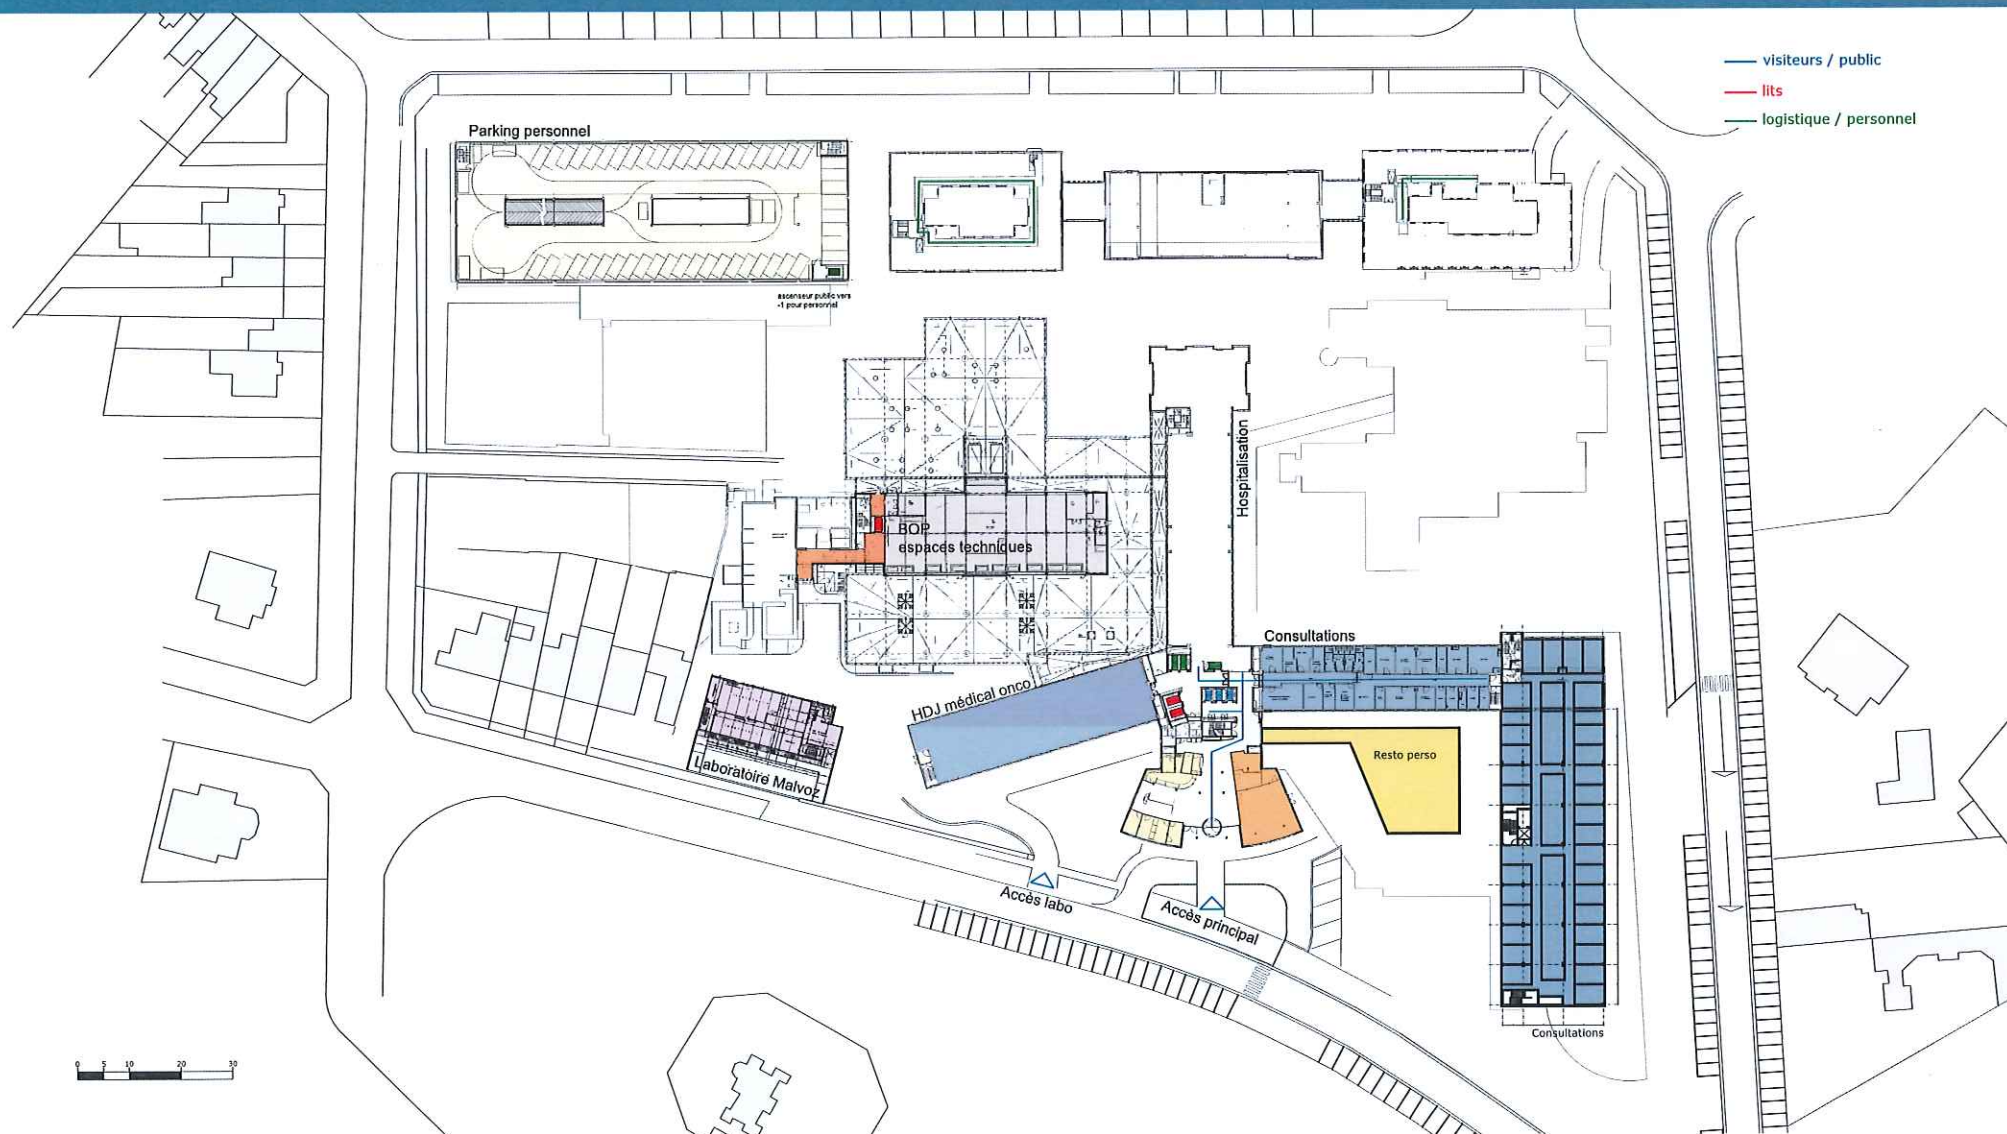 visiteurs / public
lits
logistique / personnel
Parking personnel
ascenseur public vers
-1 pour personnel
Hospitalisation
BOP
espaces techniques
Consultations
HDJ médical onco
Resto perso
Laboratoire Malvoz
Accès labo
Accès principal
Consultations
0 5 10 20 30